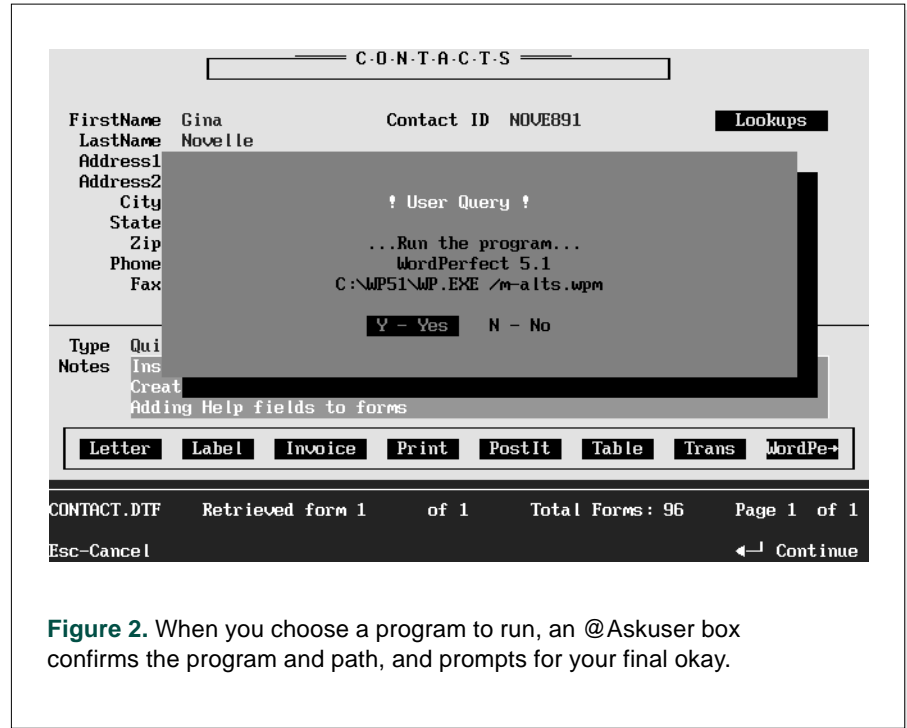 C·O·N·T·A·C·T·S
FirstName Gina Contact ID NOVE891 Lookups
LastName Novelle
Address1
Address2
City
State
Zip
Phone
Fax
! User Query !
...Run the program...
WordPerfect 5.1
C:\WP51\WP.EXE /m-alts.wpm
Y - Yes N - No
Type Qui
Notes Ins
Creat
Adding Help fields to forms
Letter Label Invoice Print PostIt Table Trans WordPe→
CONTACT.DTF Retrieved form 1 of 1 Total Forms: 96 Page 1 of 1
Esc-Cancel ◄┘ Continue
Figure 2. When you choose a program to run, an @Askuser box
confirms the program and path, and prompts for your final okay.